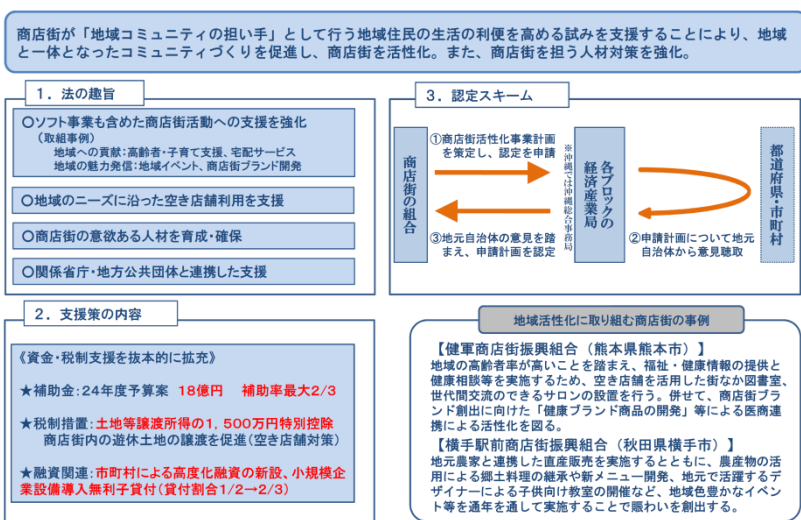 商店街が「地域コミュニティの担い手」として行う地域住民の生活の利便を高める試みを支援することにより、地域
と一体となったコミュニティづくりを促進し、商店街を活性化。また、商店街を担う人材対策を強化。
1．法の趣旨
○ソフト事業も含めた商店街活動への支援を強化
（取組事例）
地域への貢献：高齢者・子育て支援、宅配サービス
地域の魅力発信：地域イベント、商店街ブランド開発
○地域のニーズに沿った空き店舗利用を支援
○商店街の意欲ある人材を育成・確保
○関係省庁・地方公共団体と連携した支援
2．支援策の内容
《資金・税制支援を抜本的に拡充》
★補助金：24年度予算案 18億円 補助率最大2/3
★税制措置：土地等譲渡所得の1，500万円特別控除
商店街内の遊休土地の譲渡を促進（空き店舗対策）
★融資関連：市町村による高度化融資の新設、小規模企
業設備導入無利子貸付（貸付割合1/2→2/3）
3．認定スキーム
商店街の組合
①商店街活性化事業計画
を策定し、認定を申請
③地元自治体の意見を踏
まえ、申請計画を認定
※沖縄では沖縄総合事務局
各ブロックの
経済産業局
②申請計画について地元
自治体から意見聴取
都道府県・市町村
地域活性化に取り組む商店街の事例
【健軍商店街振興組合（熊本県熊本市）】
地域の高齢者率が高いことを踏まえ、福祉・健康情報の提供と
健康相談等を実施するため、空き店舗を活用した街なか図書室、
世代間交流のできるサロンの設置を行う。併せて、商店街ブラ
ンド創出に向けた「健康ブランド商品の開発」等による医商連
携による活性化を図る。
【横手駅前商店街振興組合（秋田県横手市）】
地元農家と連携した直産販売を実施するとともに、農産物の活
用による郷土料理の継承や新メニュー開発、地元で活躍するデ
ザイナーによる子供向け教室の開催など、地域色豊かなイベン
ト等を通年を通して実施することで賑わいを創出する。